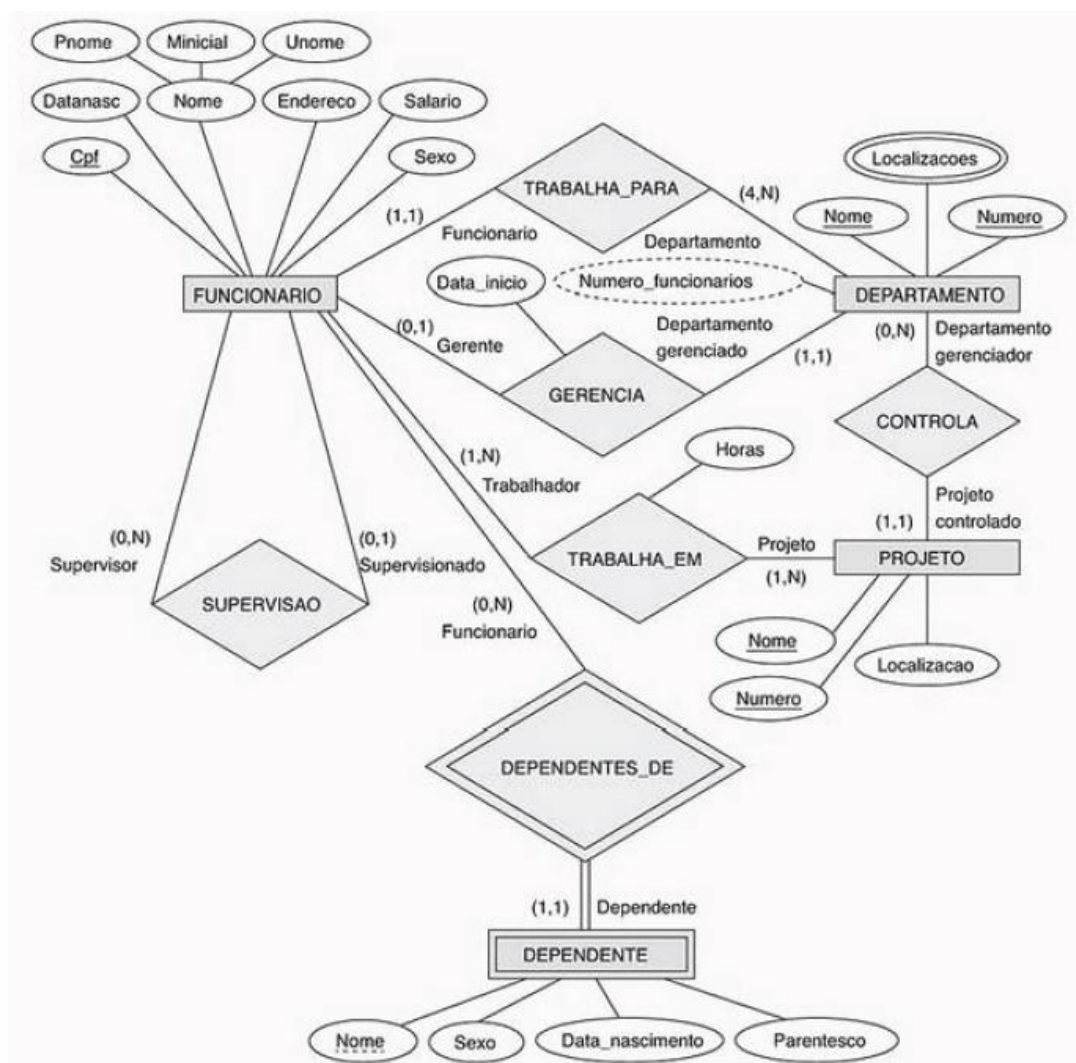 Pnome
Minicial
Unome
Datanasc
Nome
Endereco
Salario
Cpf
Sexo
FUNCIONARIO
(1,1)
Funcionario
TRABALHA_PARA
(4,N)
Departamento
Localizacoes
Nome
Numero
Numero_funcionarios
DEPARTAMENTO
Data_inicio
(0,1)
Gerente
GERENCIA
Departamento
gerenciado
(1,1)
(0,N)
Departamento
gerenciador
CONTROLA
Projeto
controlado
(1,1)
PROJETO
Nome
Numero
Localizacao
Horas
(1,N)
Trabalhador
TRABALHA_EM
Projeto
(1,N)
(0,N)
Supervisor
(0,1)
Supervisionado
SUPERVISAO
(0,N)
Funcionario
DEPENDENTES_DE
(1,1)
Dependente
DEPENDENTE
Nome
Sexo
Data_nascimento
Parentesco